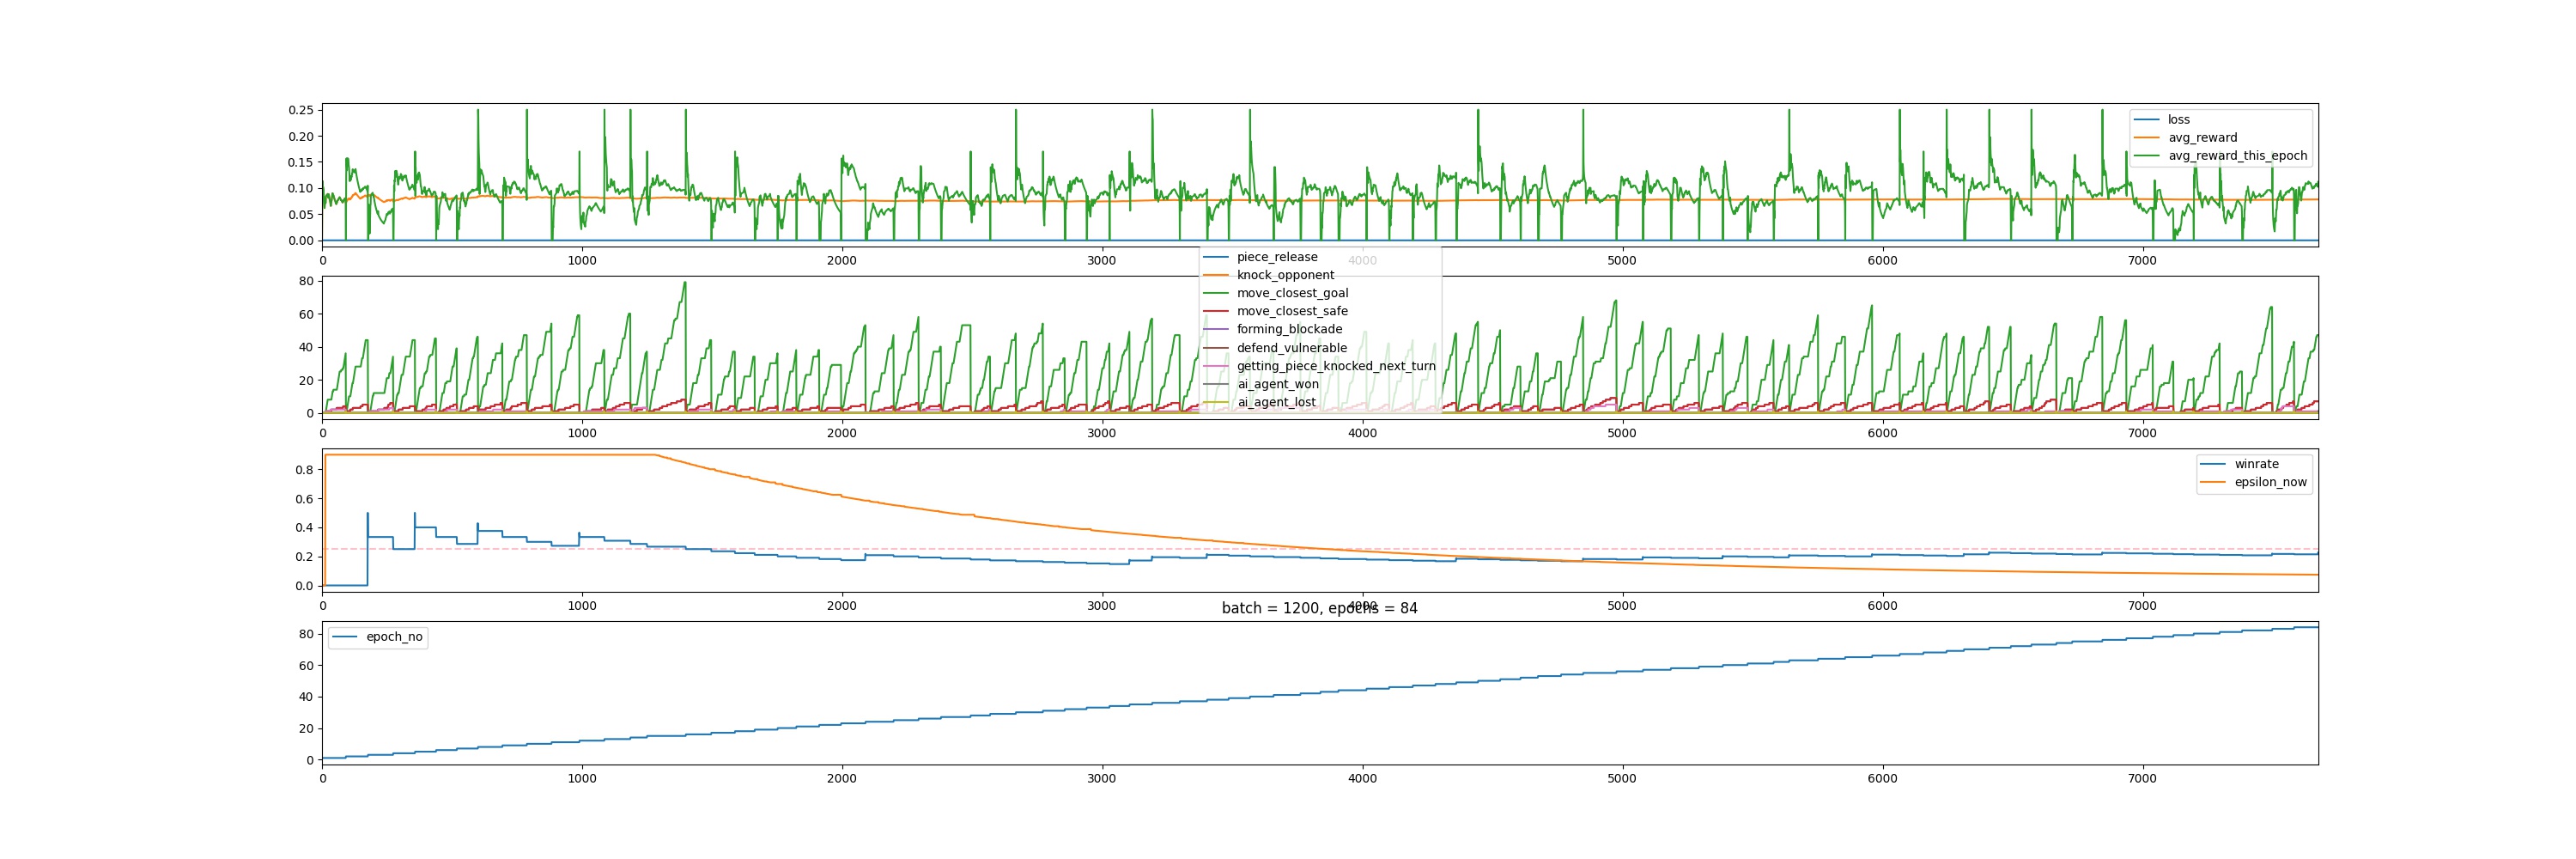 0.25
0.20
0.15
0.10
0.05
0.00
loss
avg_reward
avg_reward_this_epoch
0 1000 2000 3000 4000 5000 6000 7000
80
60
40
20
0
piece_release
knock_opponent
move_closest_goal
move_closest_safe
forming_blockade
defend_vulnerable
getting_piece_knocked_next_turn
ai_agent_won
ai_agent_lost
0 1000 2000 3000 4000 5000 6000 7000
0.8
0.6
0.4
0.2
0.0
winrate
epsilon_now
0 1000 2000 3000 4000 5000 6000 7000
batch = 1200, epochs = 84
80
60
40
20
0
epoch_no
0 1000 2000 3000 4000 5000 6000 7000